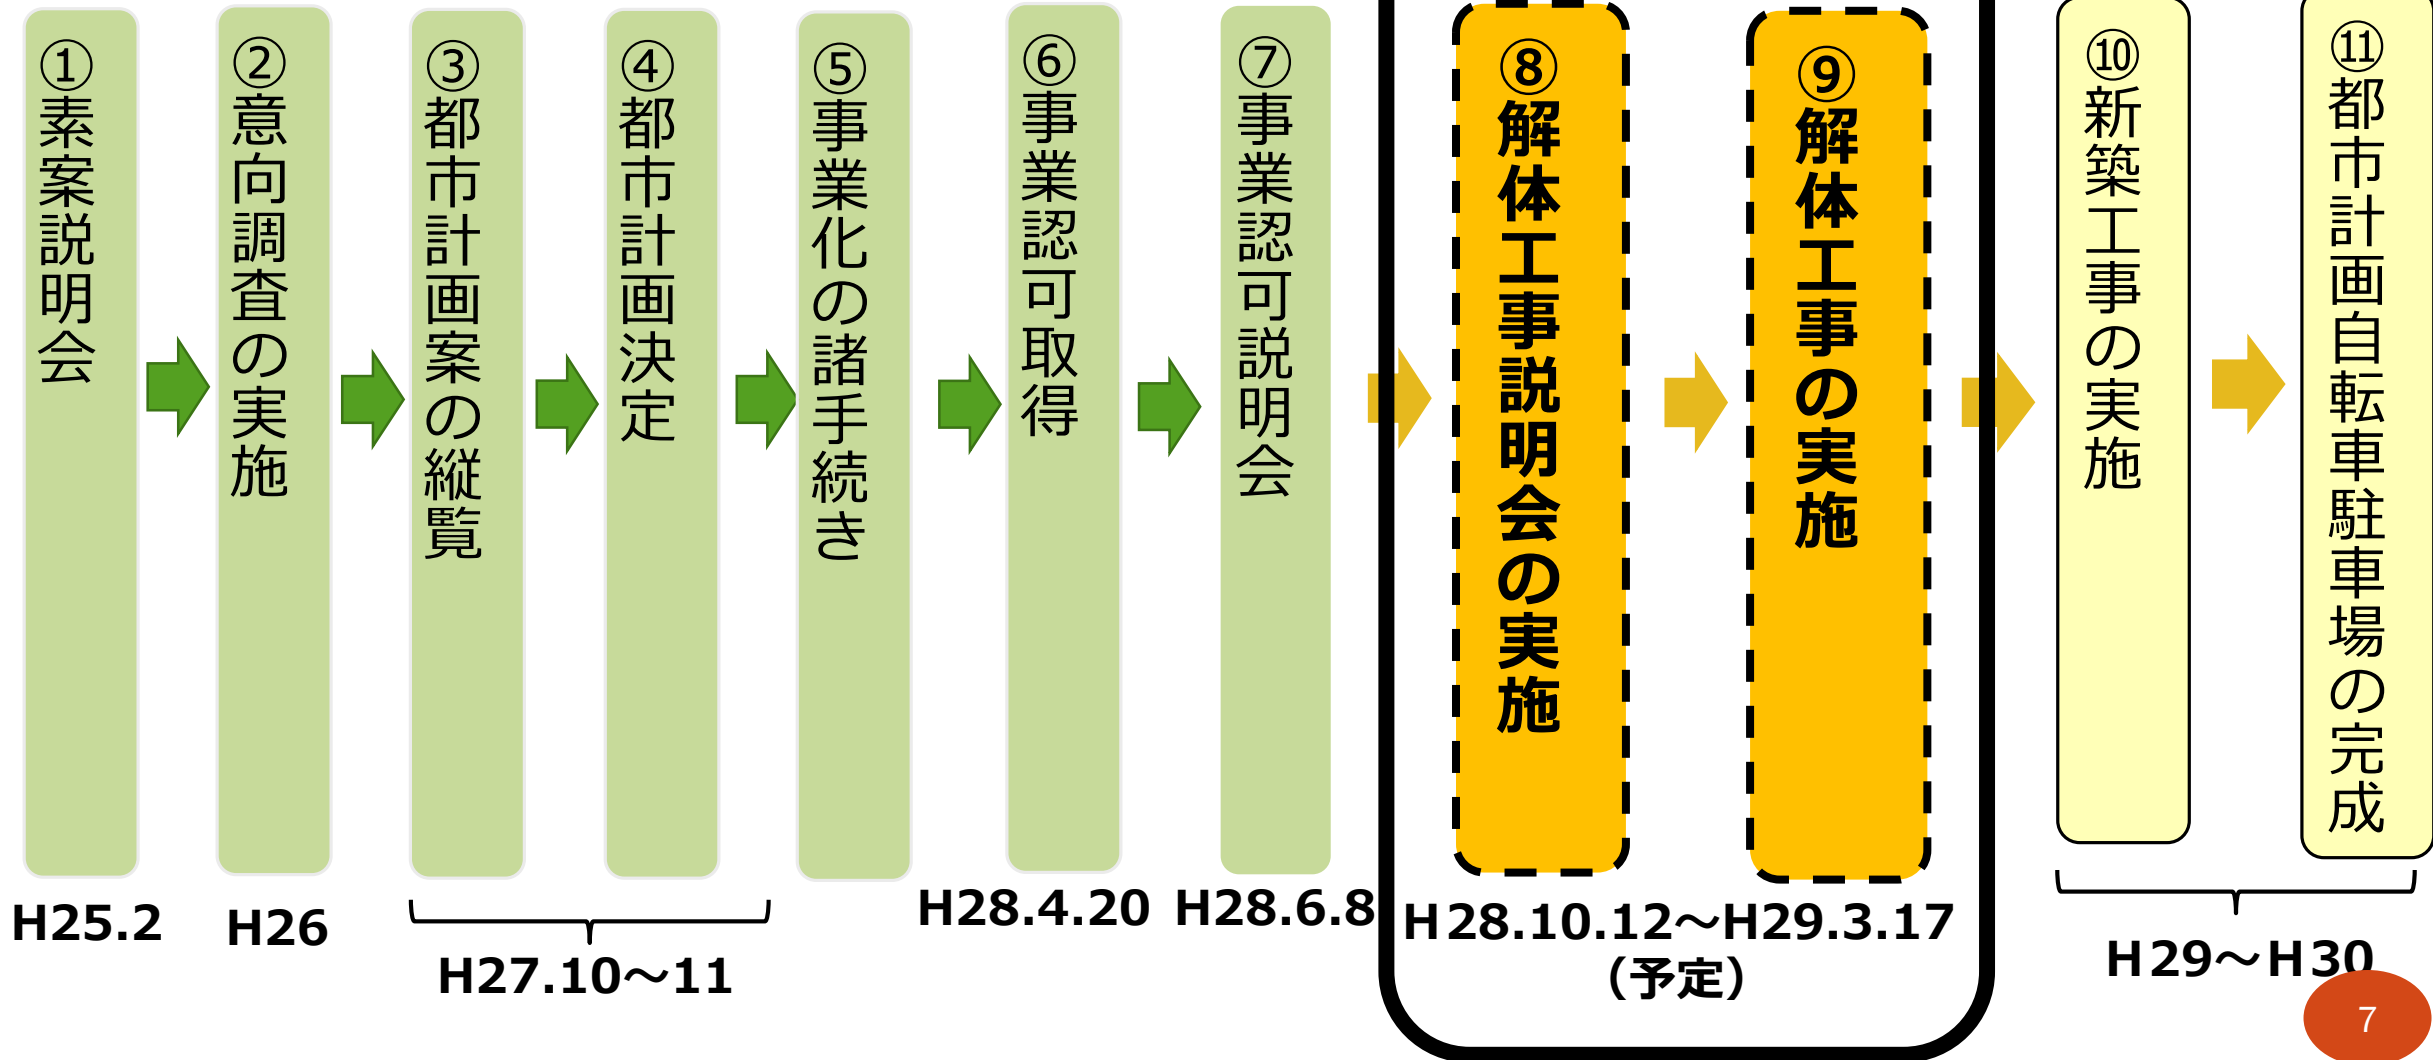 ①素案説明会
②意向調査の実施
③都市計画案の縦覧
④都市計画決定
⑤事業化の諸手続き
⑥事業認可取得
⑦事業認可説明会
⑧解体工事説明会の実施
⑨解体工事の実施
⑩新築工事の実施
⑪都市計画自転車駐車場の完成
H25.2
H26
H27.10～11
H28.4.20
H28.6.8
H28.10.12～H29.3.17
（予定）
H29～H30
7